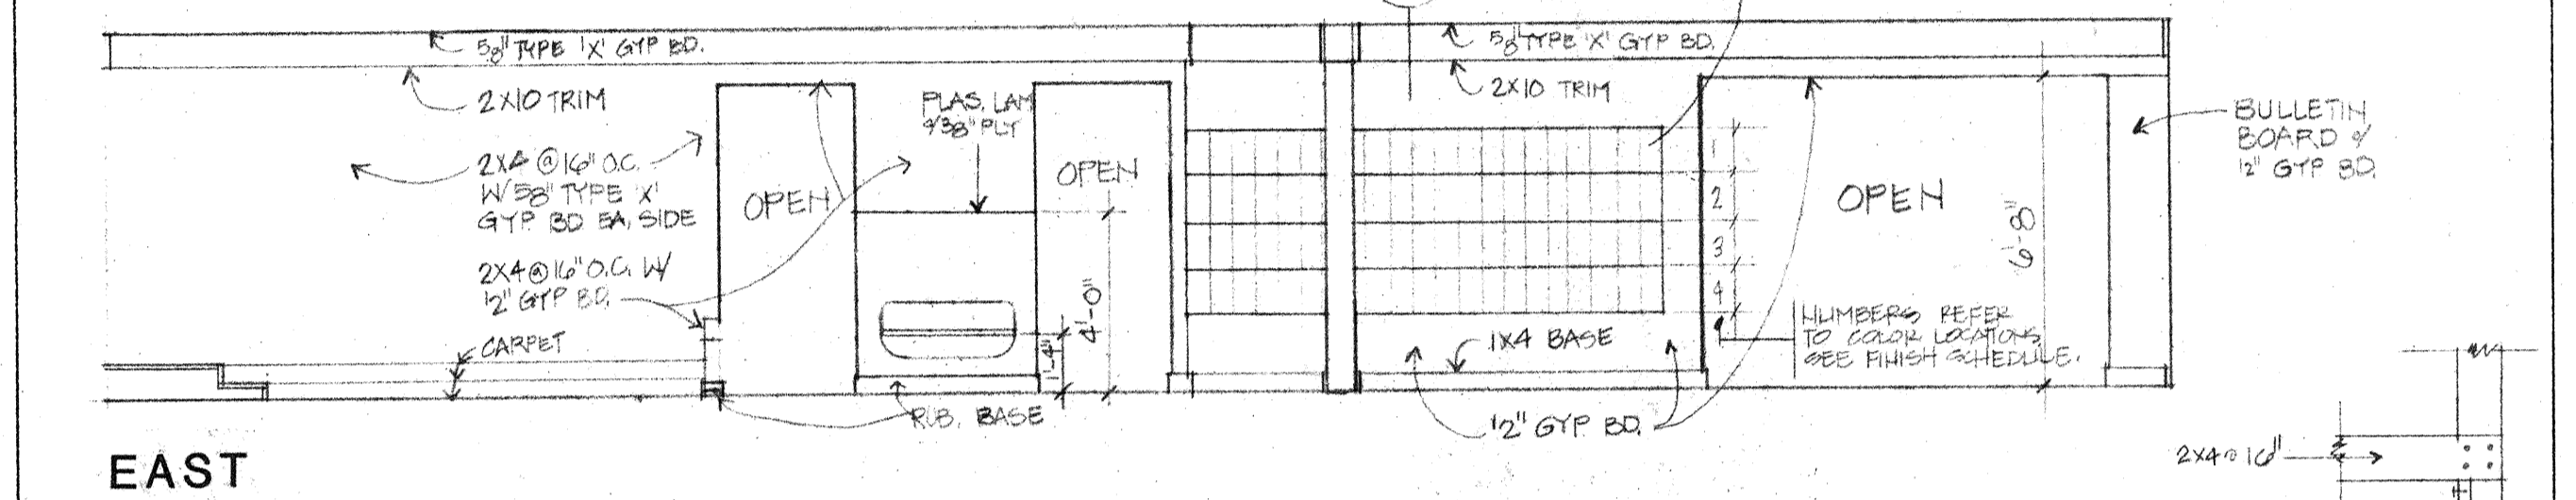 5/8" TYPE 'X' GYP BD.
2X10 TRIM
2X4 @ 16" O.C.
W/ 5/8" TYPE 'X'
GYP BD EA. SIDE
2X4 @ 16" O.C. W/
1/2" GYP BD.
CARPET
OPEN
PLAS. LAM
O/ 3/8" PLY
OPEN
4'-0"
1'-4"
RUB. BASE
5/8" TYPE 'X' GYP BD.
2X10 TRIM
1
2
3
4
1X4 BASE
1/2" GYP BD.
OPEN
6'-8"
NUMBERS REFER
TO COLOR LOCATIONS
SEE FINISH SCHEDULE.
BULLETIN
BOARD O/
1/2" GYP BD.
2X4 @ 16"
EAST